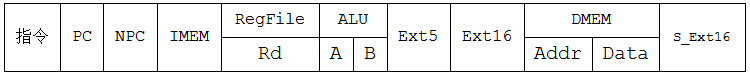 指令 PC NPC IMEM RegFile ALU Ext5 Ext16 DMEM S_Ext16
Rd A B Addr Data